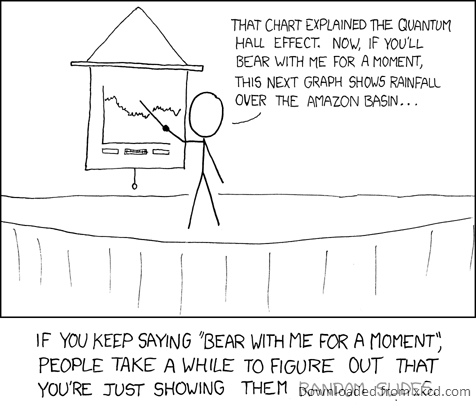 THAT CHART EXPLAINED THE QUANTUM
HALL EFFECT. NOW, IF YOU'LL
BEAR WITH ME FOR A MOMENT,
THIS NEXT GRAPH SHOWS RAINFALL
OVER THE AMAZON BASIN...
IF YOU KEEP SAYING "BEAR WITH ME FOR A MOMENT",
PEOPLE TAKE A WHILE TO FIGURE OUT THAT
YOU'RE JUST SHOWING THEM RANDOM SLIDES.
Downloaded from xkcd.com